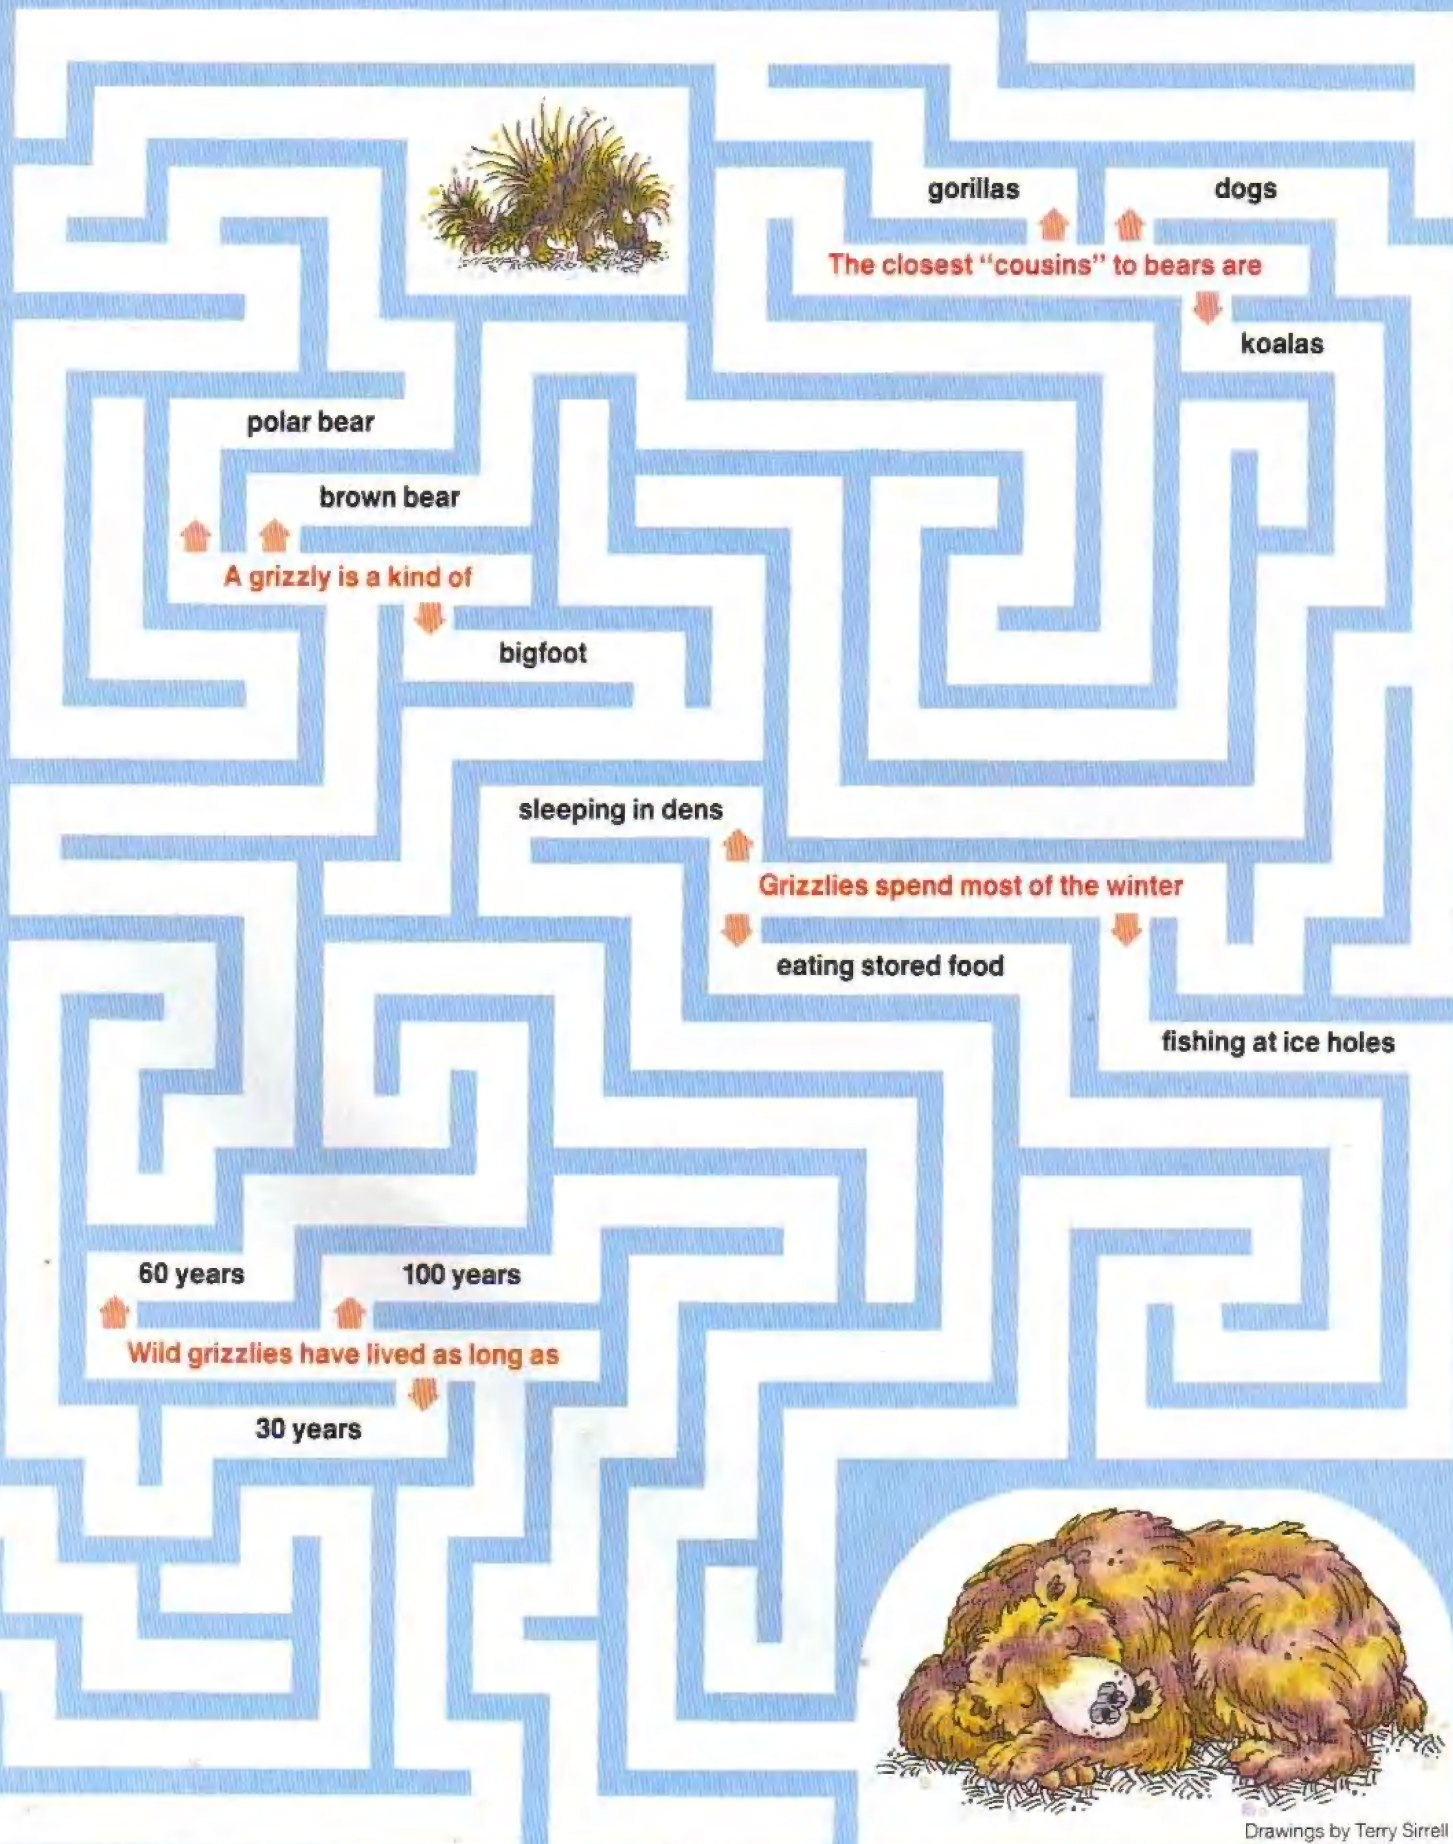 gorillas
dogs
The closest "cousins" to bears are
koalas
polar bear
brown bear
A grizzly is a kind of
bigfoot
sleeping in dens
Grizzlies spend most of the winter
eating stored food
fishing at ice holes
60 years
100 years
Wild grizzlies have lived as long as
30 years
Drawings by Terry Sirrell